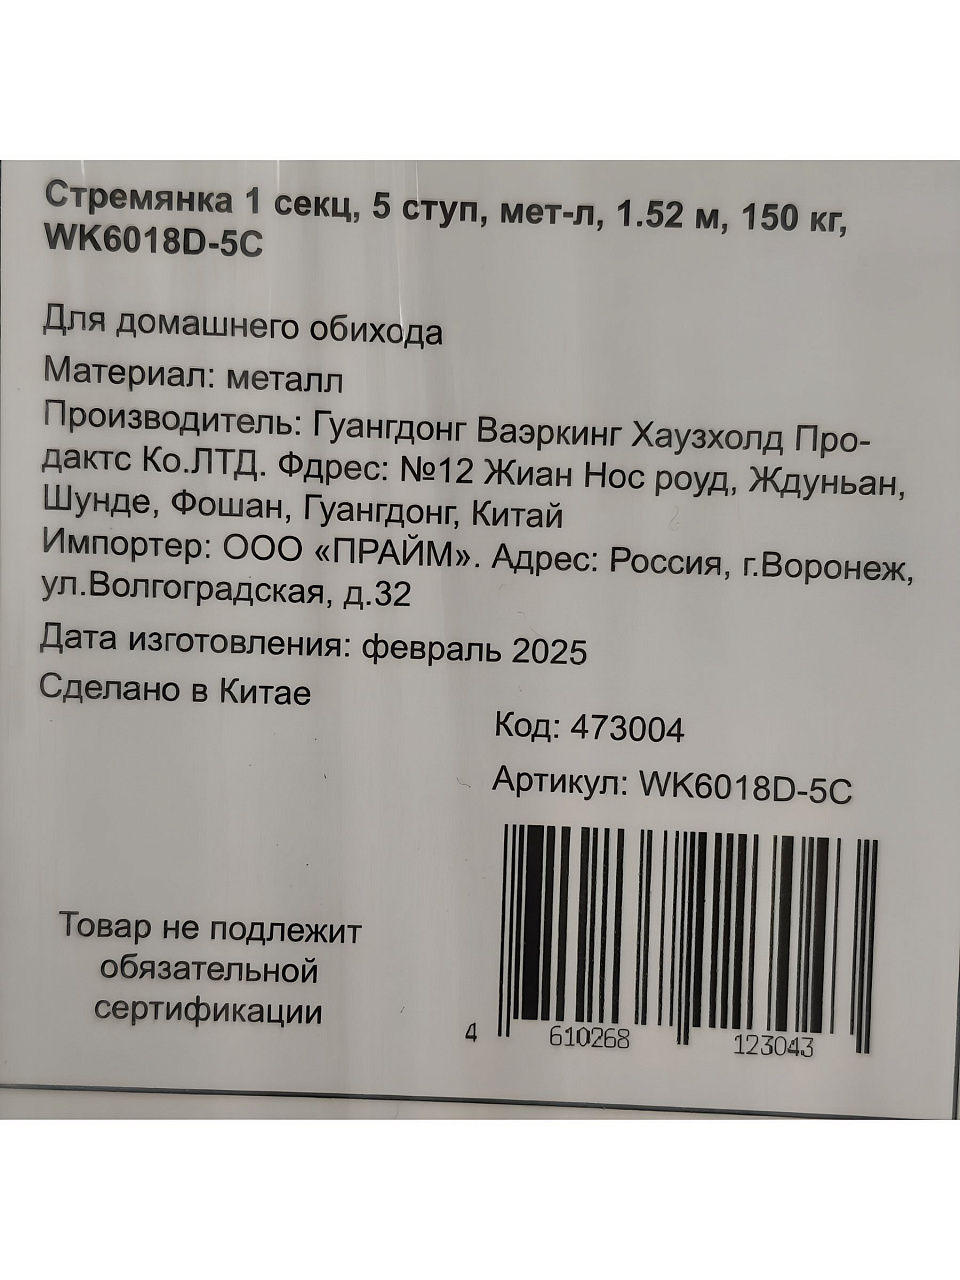 Стремянка 1 секц, 5 ступ, мет-л, 1.52 м, 150 кг,
WK6018D-5C
Для домашнего обихода
Материал: металл
Производитель: Гуангдонг Ваэркинг Хаузхолд Про-
дактс Ко.ЛТД. Фдрес: №12 Жиан Нос роуд, Ждуньан,
Шунде, Фошан, Гуангдонг, Китай
Импортер: ООО «ПРАЙМ». Адрес: Россия, г.Воронеж,
ул.Волгоградская, д.32
Дата изготовления: февраль 2025
Сделано в Китае
Код: 473004
Артикул: WK6018D-5C
Товар не подлежит
обязательной
сертификации
4 610268 123043